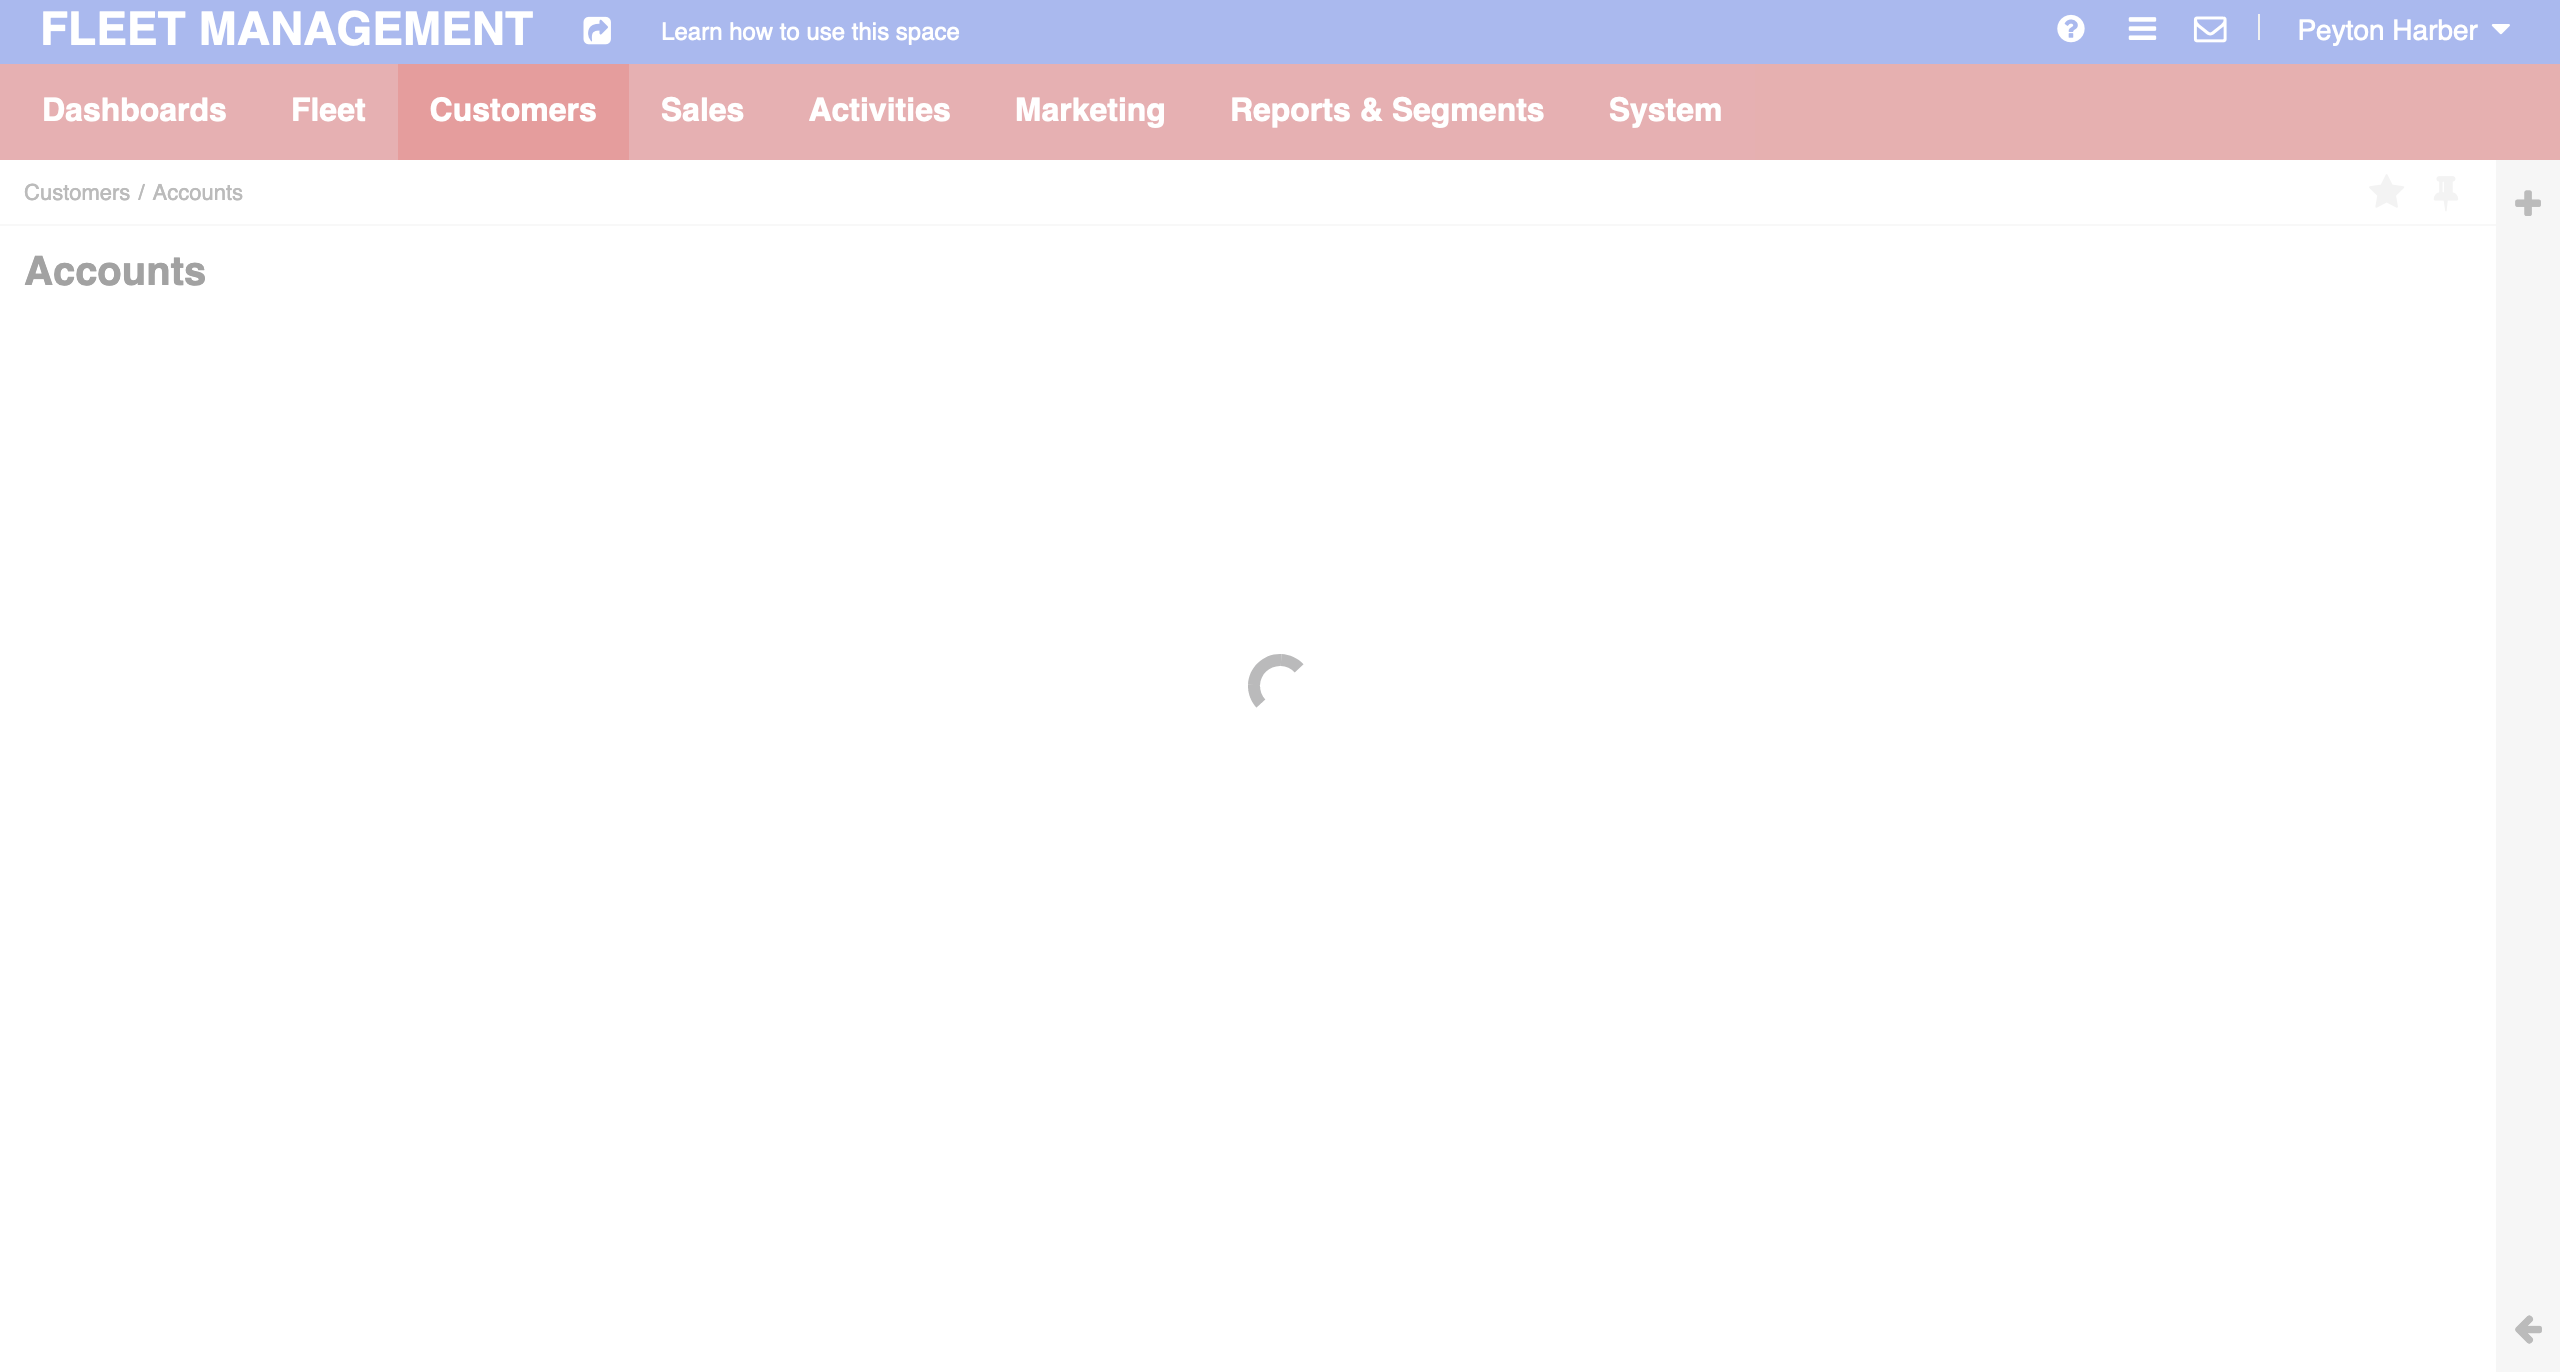 FLEET MANAGEMENT Learn how to use this space Peyton Harber
Dashboards Fleet Customers Sales Activities Marketing Reports & Segments System
Customers / Accounts
Accounts